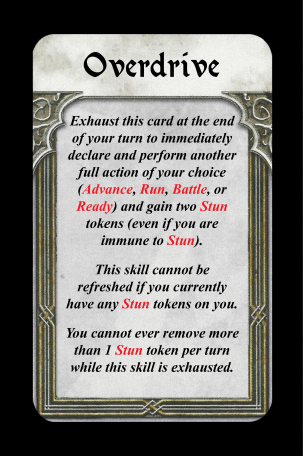 Overdrive
Exhaust this card at the end
of your turn to immediately
declare and perform another
full action of your choice
(Advance, Run, Battle, or
Ready) and gain two Stun
tokens (even if you are
immune to Stun).
This skill cannot be
refreshed if you currently
have any Stun tokens on you.
You cannot ever remove more
than 1 Stun token per turn
while this skill is exhausted.